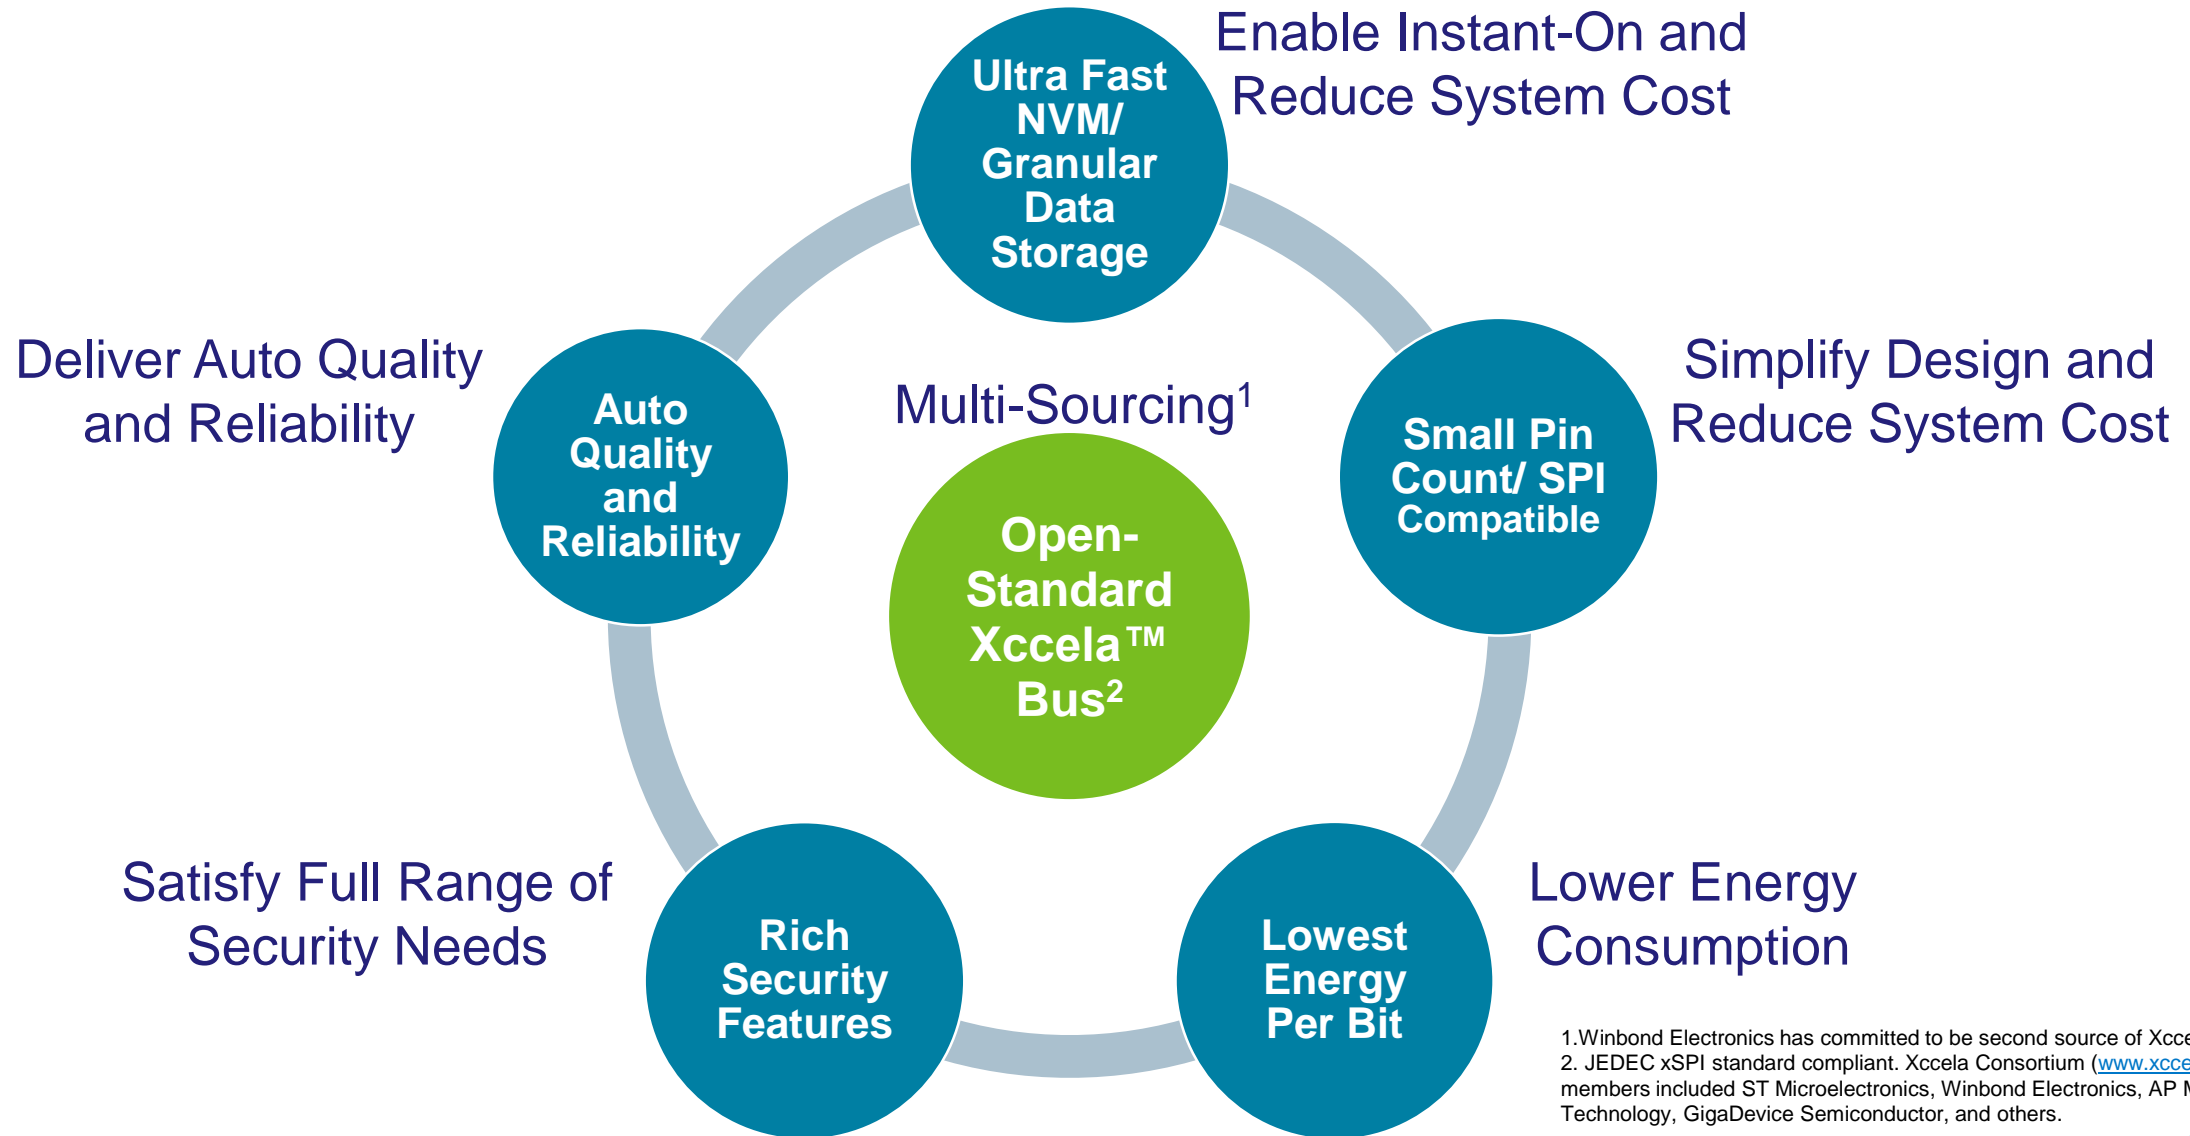 Enable Instant-On and
Reduce System Cost
Ultra Fast
NVM/
Granular
Data
Storage
Deliver Auto Quality
and Reliability
Auto
Quality
and
Reliability
Multi-Sourcing¹
Simplify Design and
Reduce System Cost
Small Pin
Count/ SPI
Compatible
Open-
Standard
Xccela™
Bus²
Satisfy Full Range of
Security Needs
Rich
Security
Features
Lowest
Energy
Per Bit
Lower Energy
Consumption
1.Winbond Electronics has committed to be second source of
2. JEDEC xSPI standard compliant. Xccela Consortium (
members included ST Microelectronics, Winbond Electronics, AP
Technology, GigaDevice Semiconductor, and others.